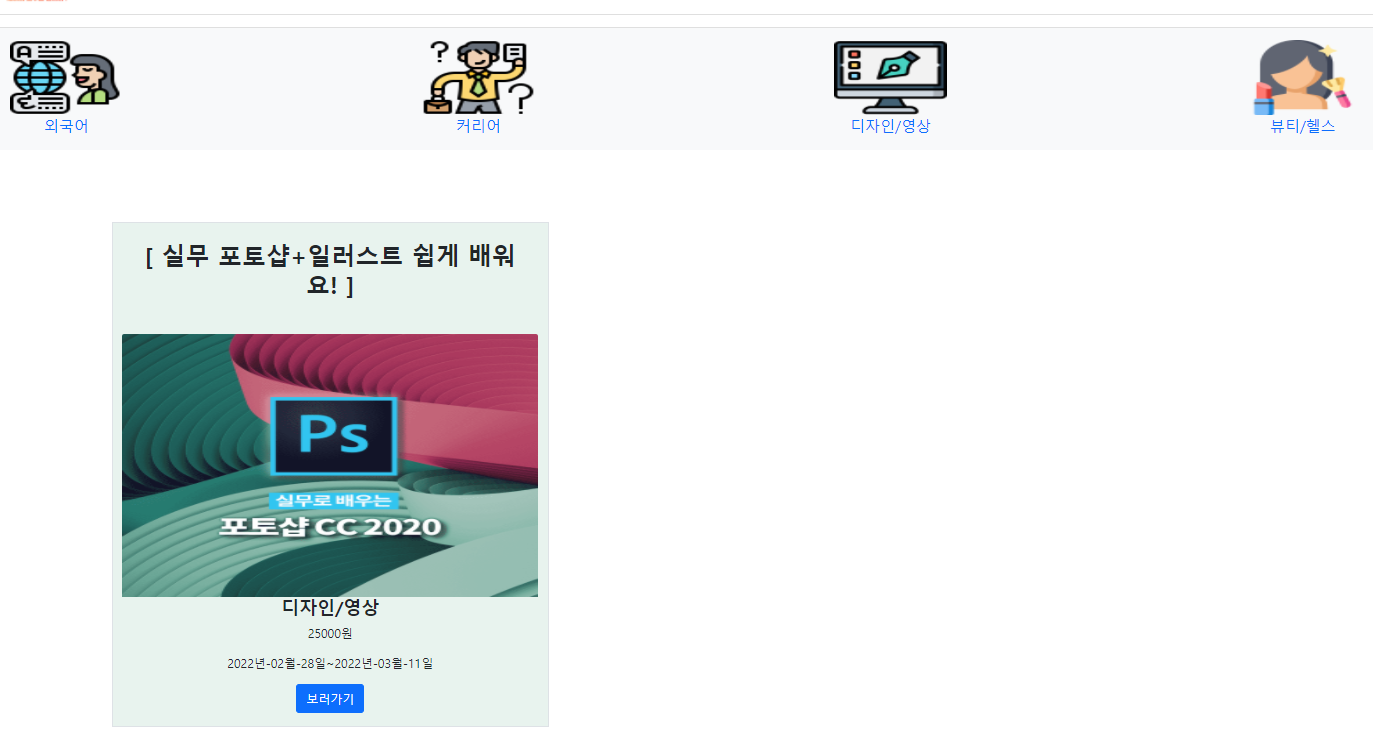 외국어
커리어
디자인/영상
뷰티/헬스
[ 실무 포토샵+일러스트 쉽게 배워
요! ]
Ps
실무로 배우는
포토샵 CC 2020
디자인/영상
25000원
2022년-02월-28일~2022년-03월-11일
보러가기